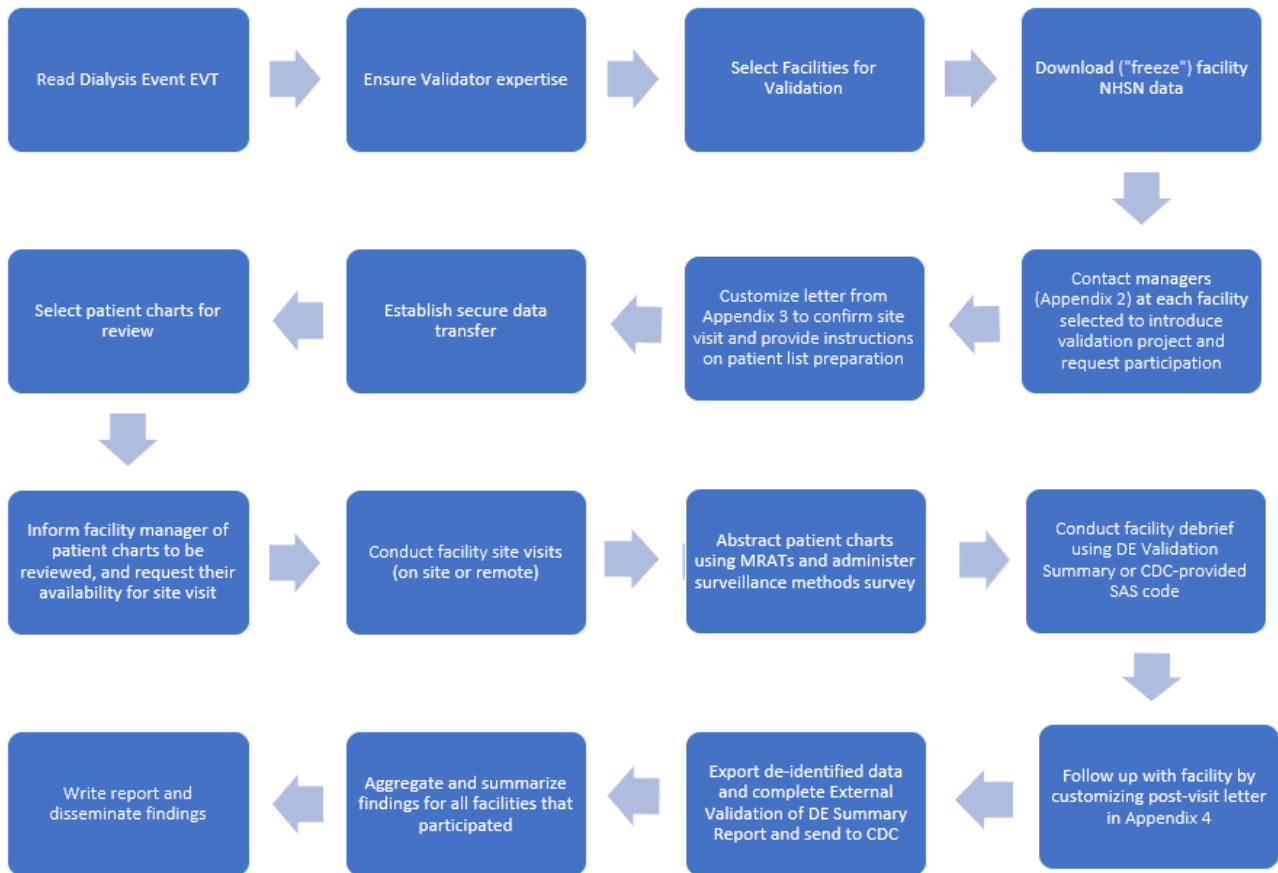 Read Dialysis Event EVT
Ensure Validator expertise
Select Facilities for
Validation
Download ("freeze") facility
NHSN data
Contact managers
(Appendix 2) at each facility
selected to introduce
validation project and
request participation
Customize letter from
Appendix 3 to confirm site
visit and provide instructions
on patient list preparation
Establish secure data
transfer
Select patient charts for
review
Inform facility manager of
patient charts to be
reviewed, and request their
availability for site visit
Conduct facility site visits
(on site or remote)
Abstract patient charts
using MRATs and administer
surveillance methods survey
Conduct facility debrief
using DE Validation
Summary or CDC-provided
SAS code
Follow up with facility by
customizing post-visit letter
in Appendix 4
Export de-identified data
and complete External
Validation of DE Summary
Report and send to CDC
Aggregate and summarize
findings for all facilities that
participated
Write report and
disseminate findings